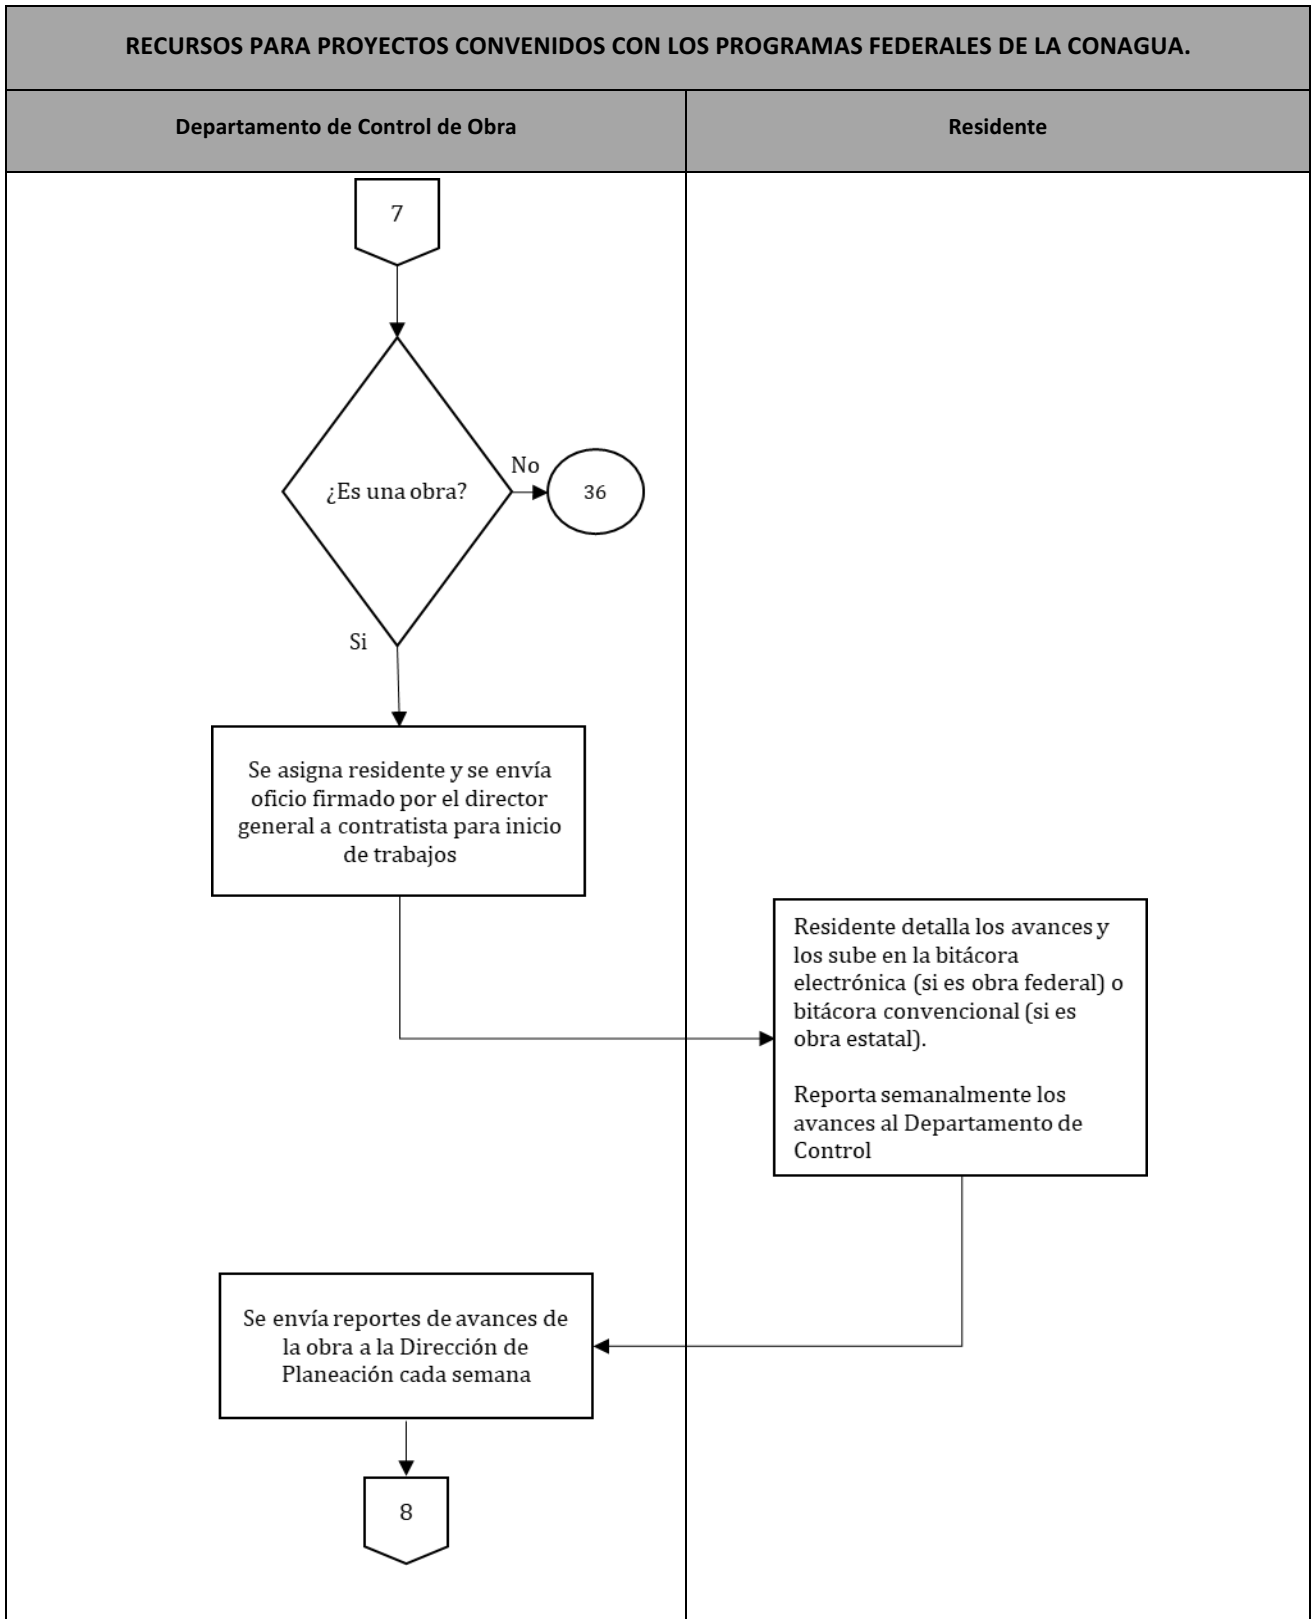 RECURSOS PARA PROYECTOS CONVENIDOS CON LOS PROGRAMAS FEDERALES DE LA CONAGUA.
Departamento de Control de Obra
Residente
7
¿Es una obra?
No
36
Si
Se asigna residente y se envía
oficio firmado por el director
general a contratista para inicio
de trabajos
Residente detalla los avances y
los sube en la bitácora
electrónica (si es obra federal) o
bitácora convencional (si es
obra estatal).
Reporta semanalmente los
avances al Departamento de
Control
Se envía reportes de avances de
la obra a la Dirección de
Planeación cada semana
8